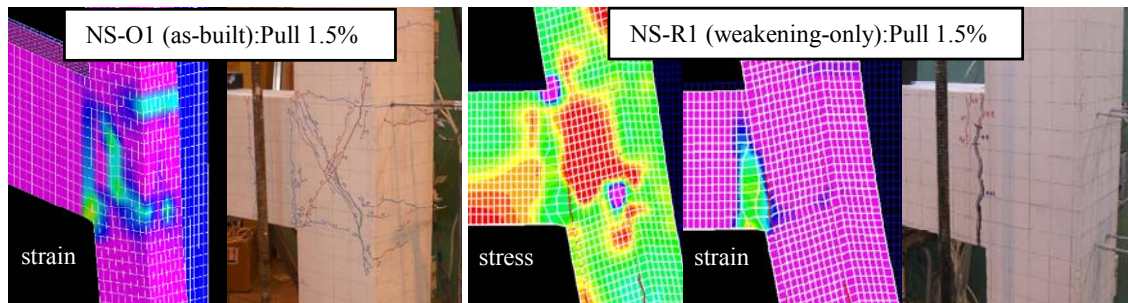 NS-O1 (as-built):Pull 1.5%
NS-R1 (weakening-only):Pull 1.5%
strain
stress
strain